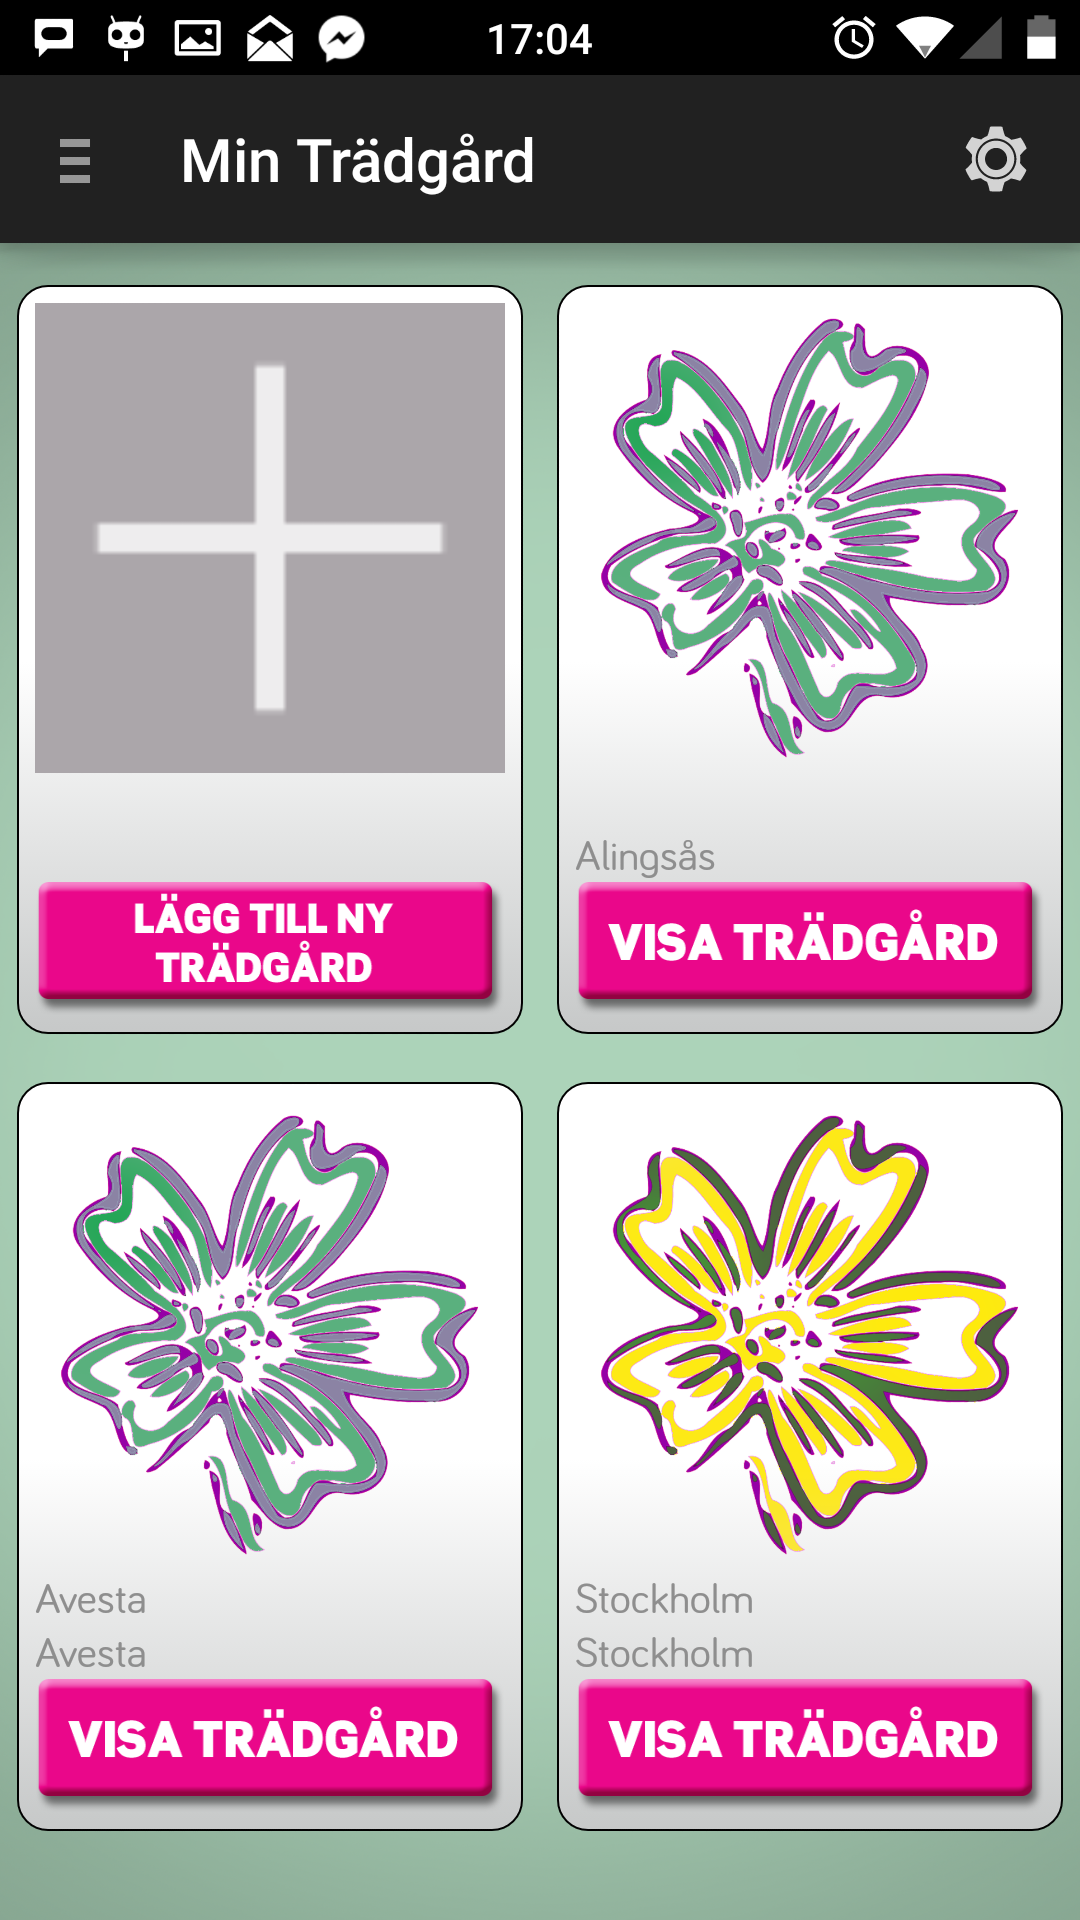 17:04
Min Trädgård
LÄGG TILL NY
TRÄDGÅRD
Alingsås
VISA TRÄDGÅRD
Avesta
Avesta
VISA TRÄDGÅRD
Stockholm
Stockholm
VISA TRÄDGÅRD